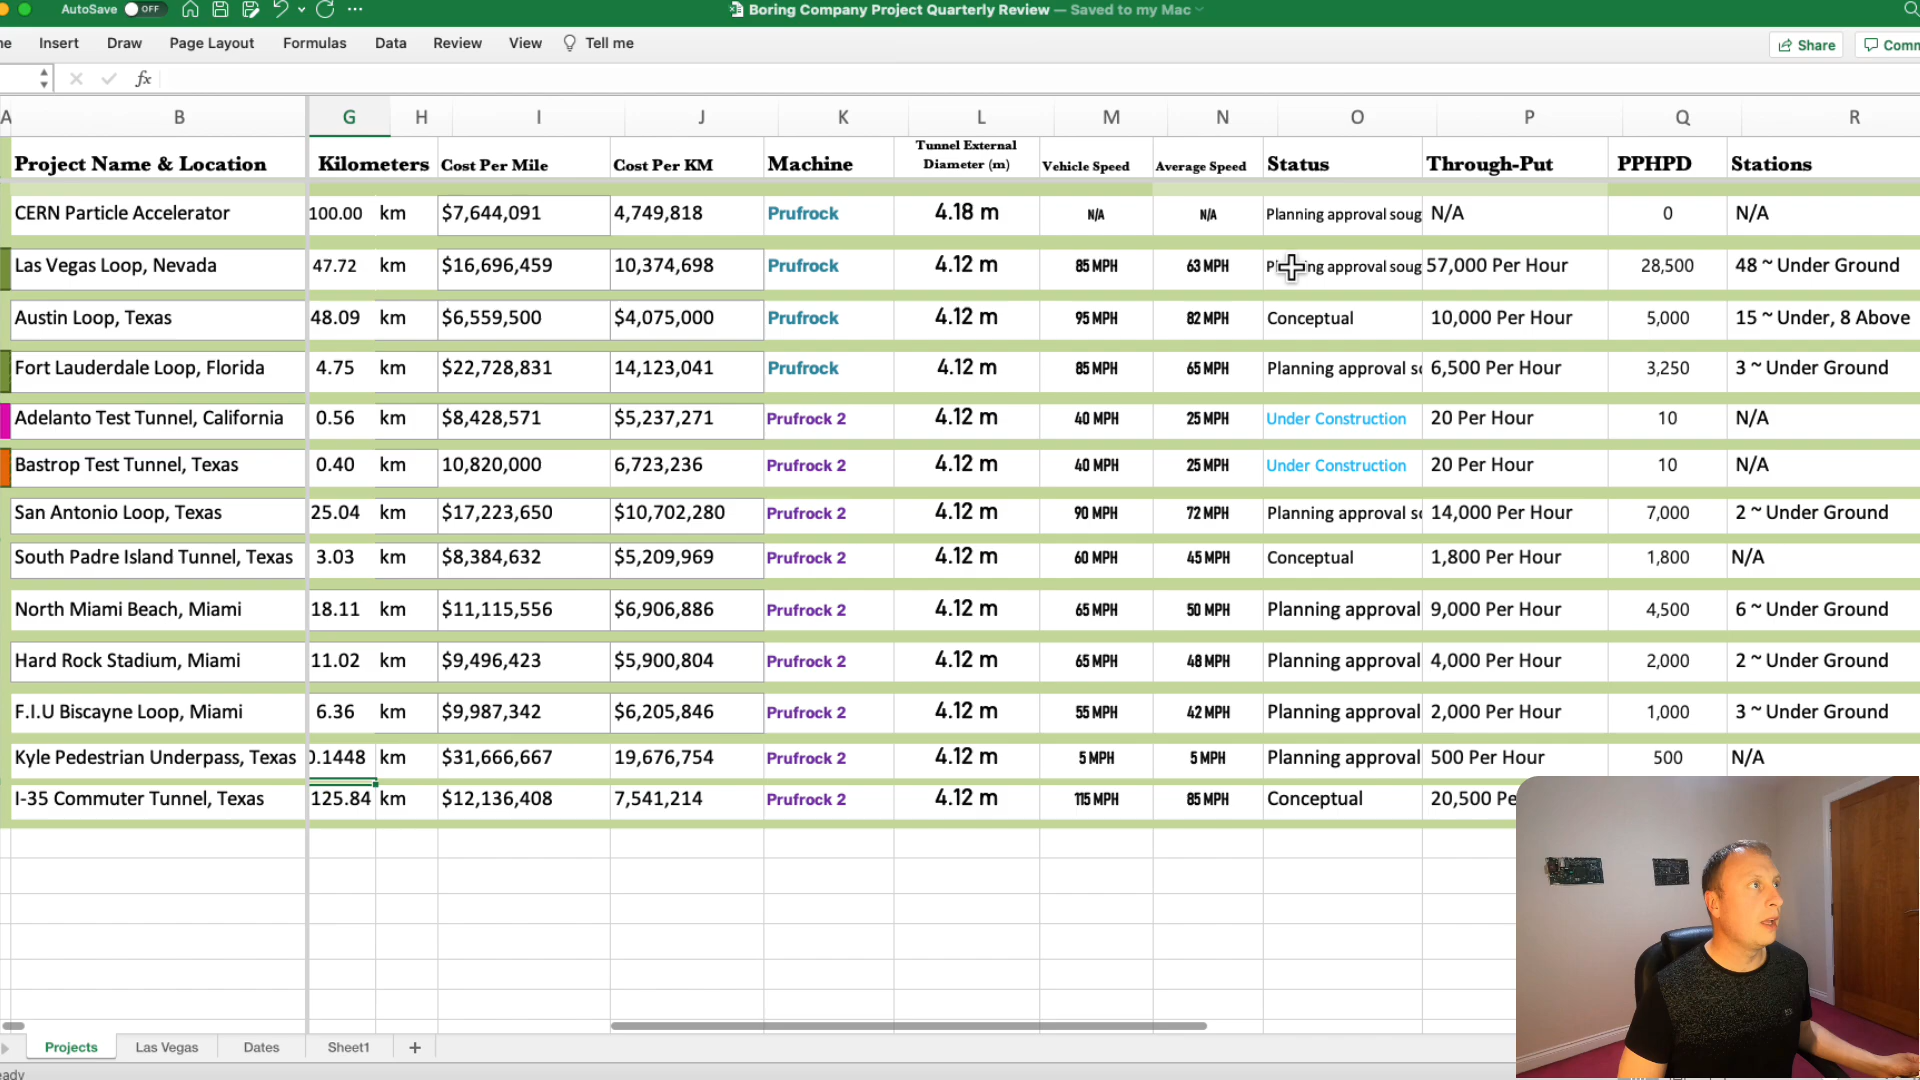 AutoSave OFF ... Boring Company Project Quarterly Review — Saved to my Mac
Insert Draw Page Layout Formulas Data Review View Tell me Share
fx
A B G H I J K L M N O P Q R
Project Name & Location Kilometers Cost Per Mile Cost Per KM Machine Tunnel External Diameter (m) Vehicle Speed Average Speed Status Through-Put PPHPD Stations
CERN Particle Accelerator 100.00 km $7,644,091 4,749,818 Prufrock 4.18 m N/A N/A Planning approval soug N/A 0 N/A
Las Vegas Loop, Nevada 47.72 km $16,696,459 10,374,698 Prufrock 4.12 m 85 MPH 63 MPH approval soug 57,000 Per Hour 28,500 48 ~ Under Ground
Austin Loop, Texas 48.09 km $6,559,500 $4,075,000 Prufrock 4.12 m 95 MPH 82 MPH Conceptual 10,000 Per Hour 5,000 15 ~ Under, 8 Above
Fort Lauderdale Loop, Florida 4.75 km $22,728,831 14,123,041 Prufrock 4.12 m 85 MPH 65 MPH Planning approval so 6,500 Per Hour 3,250 3 ~ Under Ground
Adelanto Test Tunnel, California 0.56 km $8,428,571 $5,237,271 Prufrock 2 4.12 m 40 MPH 25 MPH Under Construction 20 Per Hour 10 N/A
Bastrop Test Tunnel, Texas 0.40 km 10,820,000 6,723,236 Prufrock 2 4.12 m 40 MPH 25 MPH Under Construction 20 Per Hour 10 N/A
San Antonio Loop, Texas 25.04 km $17,223,650 $10,702,280 Prufrock 2 4.12 m 90 MPH 72 MPH Planning approval so 14,000 Per Hour 7,000 2 ~ Under Ground
South Padre Island Tunnel, Texas 3.03 km $8,384,632 $5,209,969 Prufrock 2 4.12 m 60 MPH 45 MPH Conceptual 1,800 Per Hour 1,800 N/A
North Miami Beach, Miami 18.11 km $11,115,556 $6,906,886 Prufrock 2 4.12 m 65 MPH 50 MPH Planning approval 9,000 Per Hour 4,500 6 ~ Under Ground
Hard Rock Stadium, Miami 11.02 km $9,496,423 $5,900,804 Prufrock 2 4.12 m 65 MPH 48 MPH Planning approval 4,000 Per Hour 2,000 2 ~ Under Ground
F.I.U Biscayne Loop, Miami 6.36 km $9,987,342 $6,205,846 Prufrock 2 4.12 m 55 MPH 42 MPH Planning approval 2,000 Per Hour 1,000 3 ~ Under Ground
Kyle Pedestrian Underpass, Texas 0.1448 km $31,666,667 19,676,754 Prufrock 2 4.12 m 5 MPH 5 MPH Planning approval 500 Per Hour 500 N/A
I-35 Commuter Tunnel, Texas 125.84 km $12,136,408 7,541,214 Prufrock 2 4.12 m 115 MPH 85 MPH Conceptual 20,500 Pe
Projects Las Vegas Dates Sheet1 +